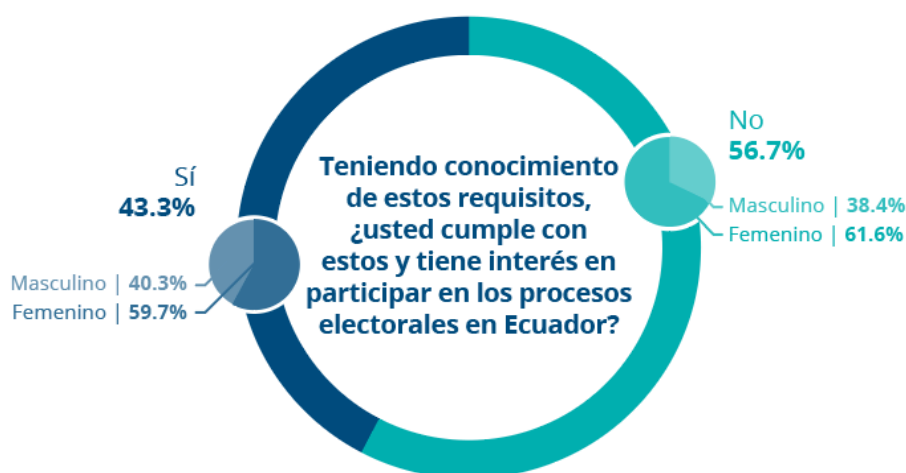 Teniendo conocimiento
de estos requisitos,
¿usted cumple con
estos y tiene interés en
participar en los procesos
electorales en Ecuador?
Sí
43.3%
Masculino | 40.3%
Femenino | 59.7%
No
56.7%
Masculino | 38.4%
Femenino | 61.6%